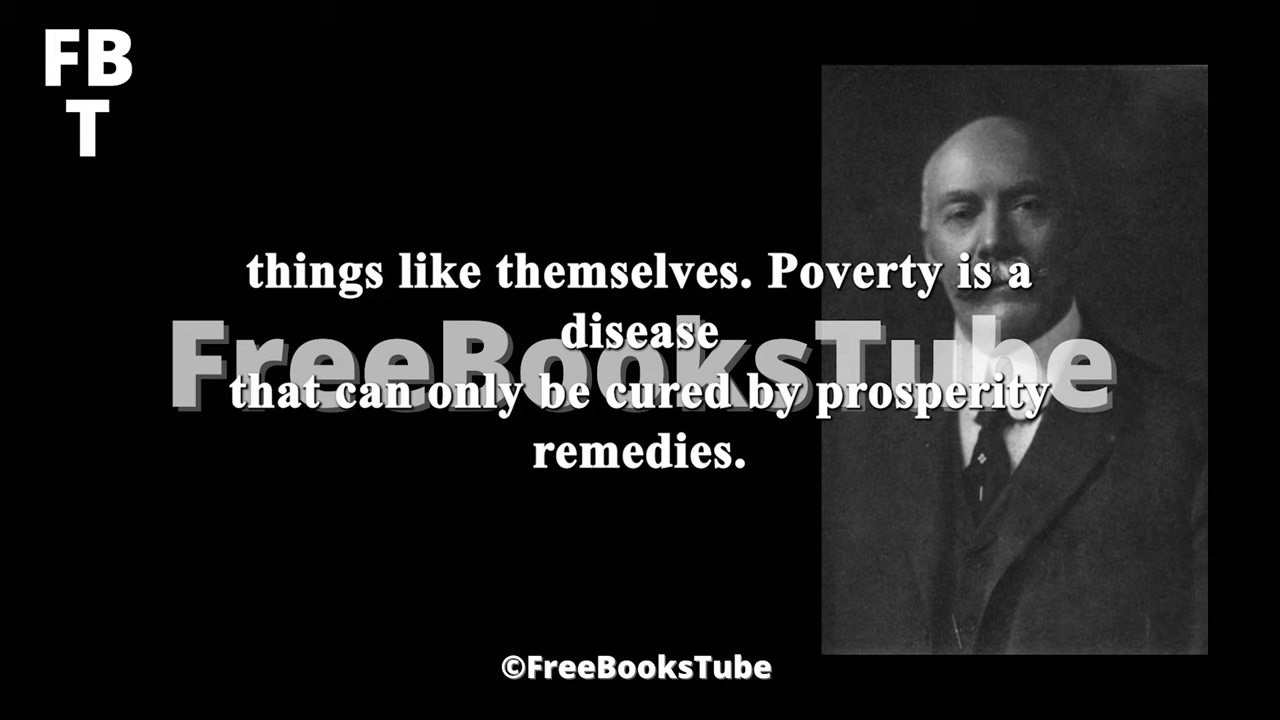 FB
T
things like themselves. Poverty is a
disease
FreeBooksTube
that can only be cured by prosperity
remedies.
©FreeBooksTube